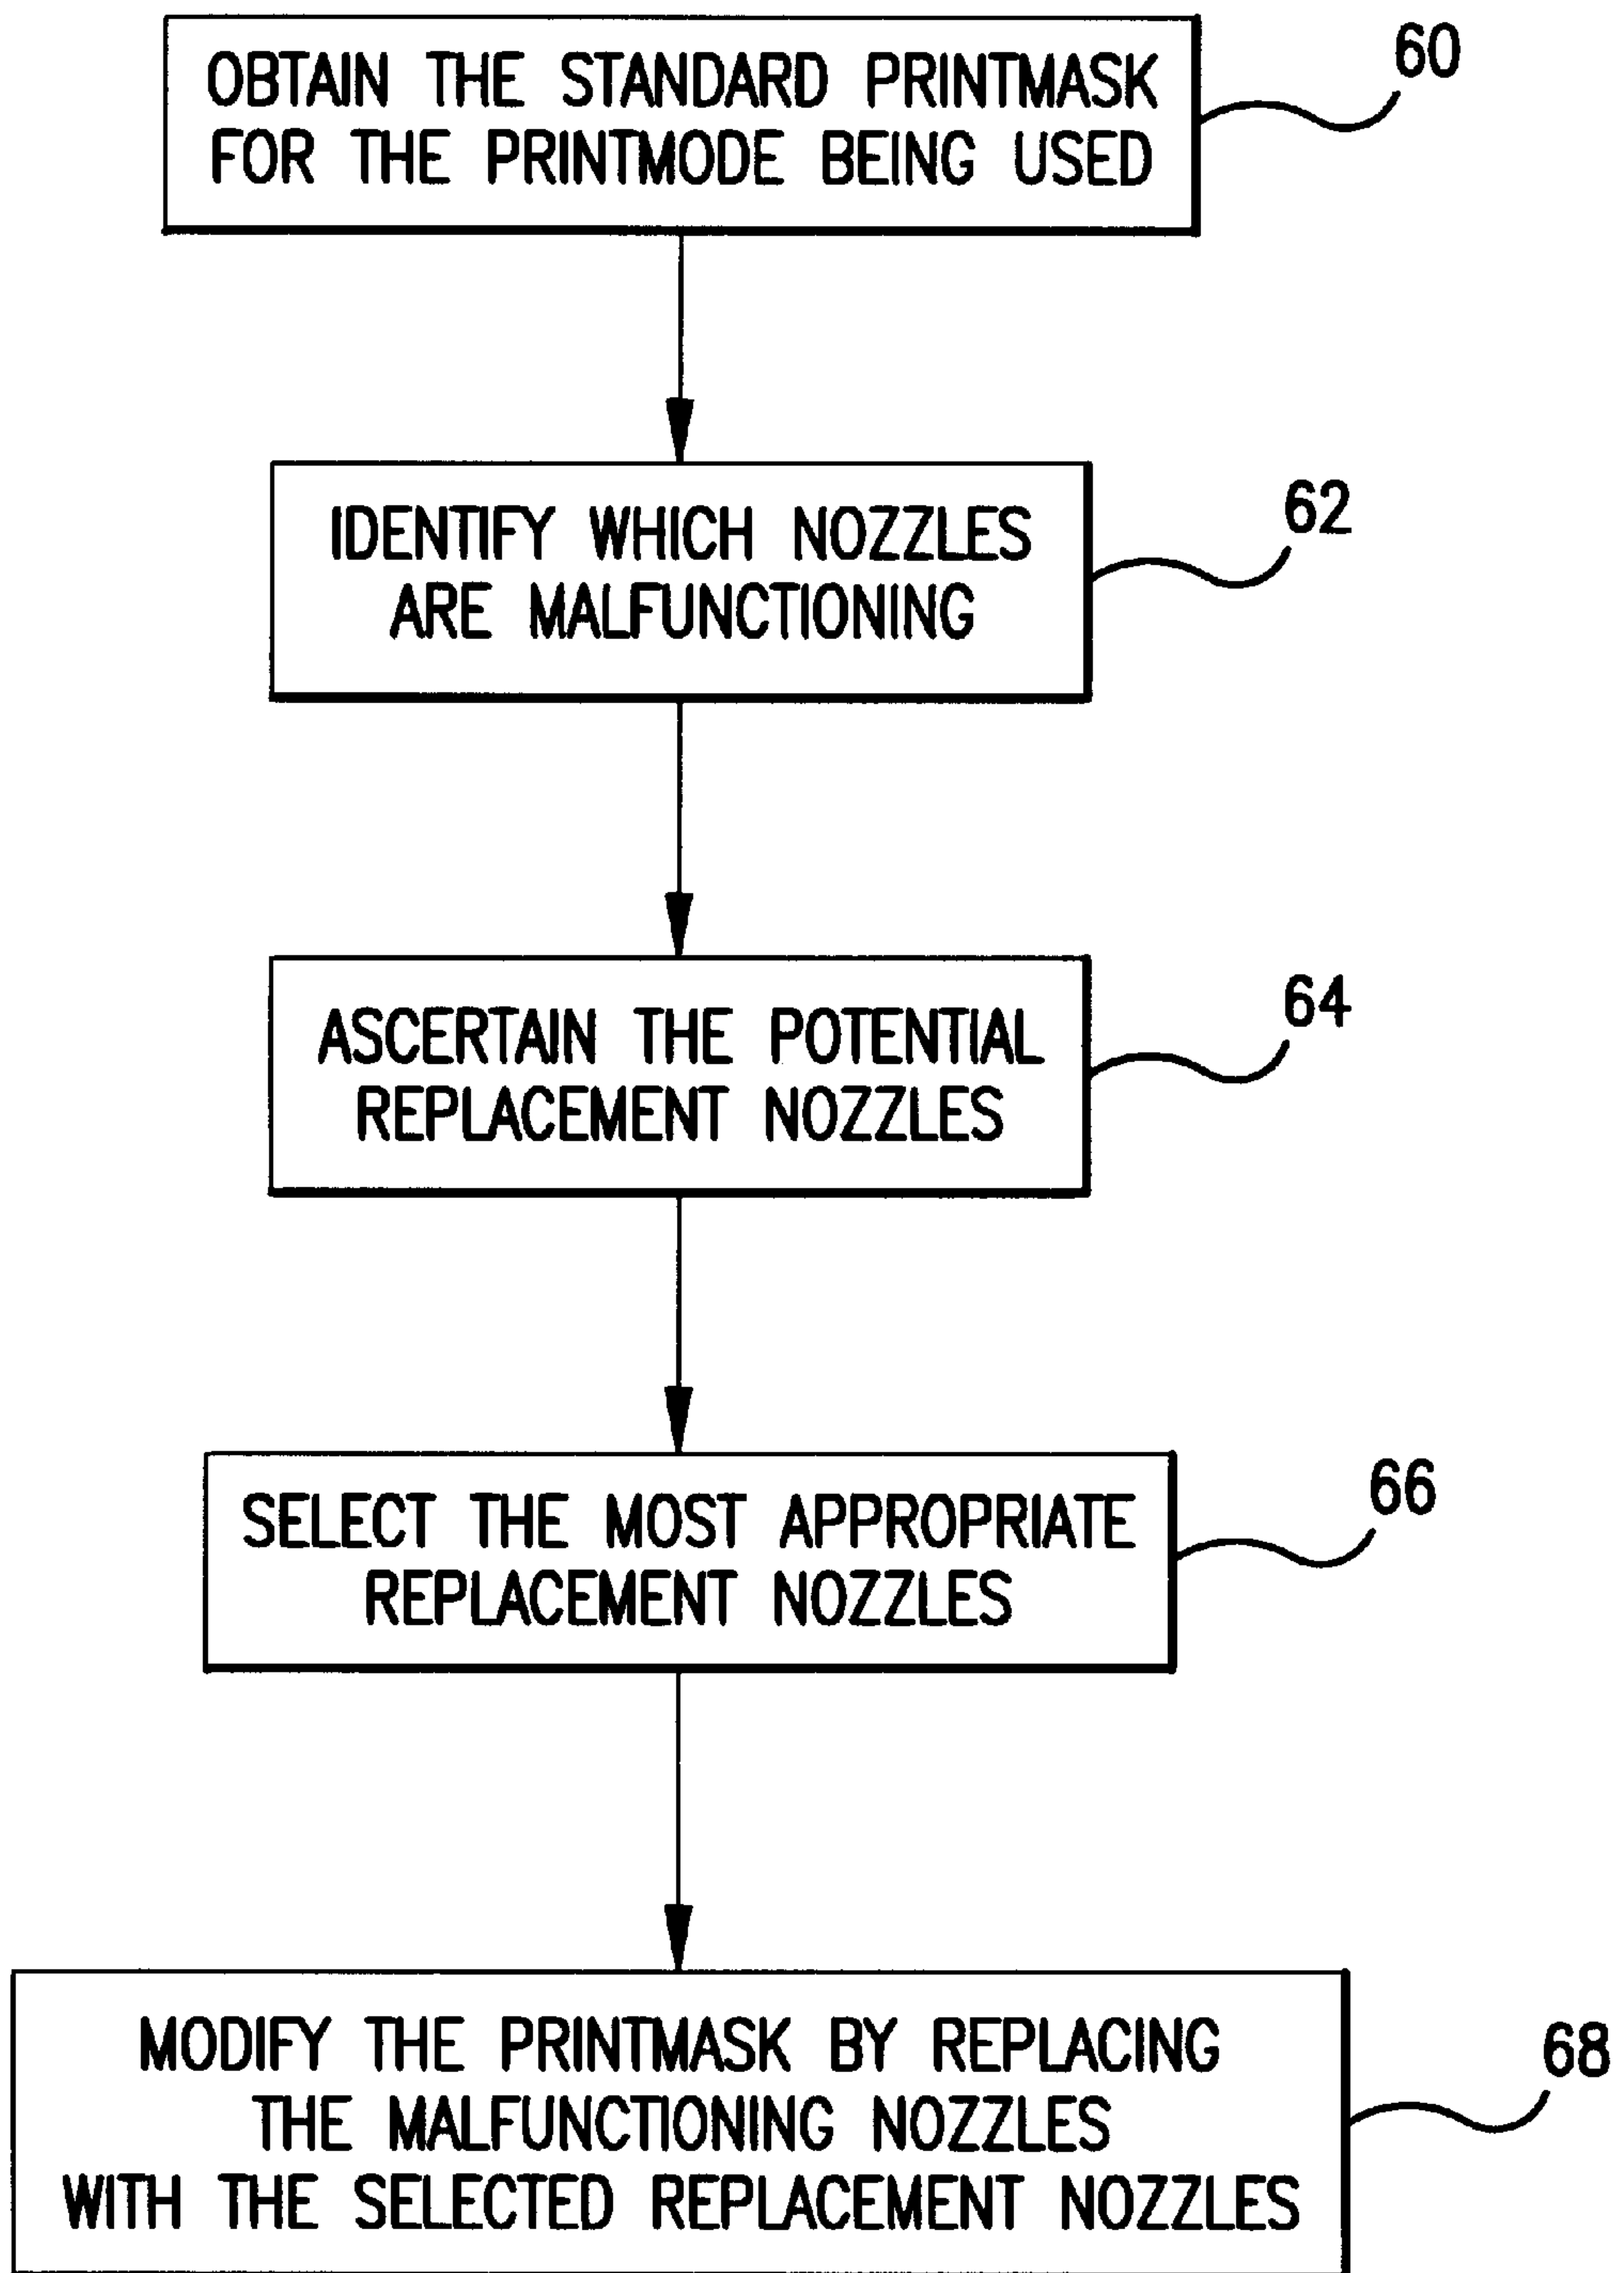 OBTAIN THE STANDARD PRINTMASK
FOR THE PRINTMODE BEING USED
60
IDENTIFY WHICH NOZZLES
ARE MALFUNCTIONING
62
ASCERTAIN THE POTENTIAL
REPLACEMENT NOZZLES
64
SELECT THE MOST APPROPRIATE
REPLACEMENT NOZZLES
66
MODIFY THE PRINTMASK BY REPLACING
THE MALFUNCTIONING NOZZLES
WITH THE SELECTED REPLACEMENT NOZZLES
68